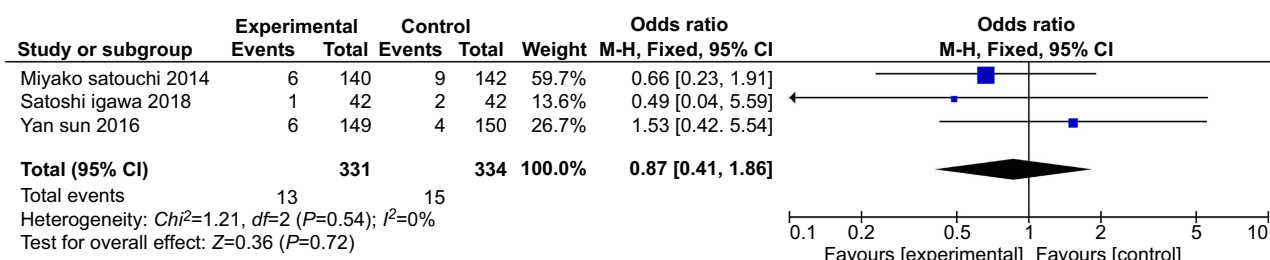 Experimental Control Odds ratio Odds ratio
Study or subgroup Events Total Events Total Weight M-H, Fixed, 95% CI M-H, Fixed, 95% CI
Miyako satouchi 2014 6 140 9 142 59.7% 0.66 [0.23, 1.91]
Satoshi igawa 2018 1 42 2 42 13.6% 0.49 [0.04, 5.59]
Yan sun 2016 6 149 4 150 26.7% 1.53 [0.42. 5.54]
Total (95% CI) 331 334 100.0% 0.87 [0.41, 1.86]
Total events 13 15
Heterogeneity: Chi²=1.21, df=2 (P=0.54); I²=0%
Test for overall effect: Z=0.36 (P=0.72)
0.1 0.2 0.5 1 2 5 10
Favours [experimental] Favours [control]